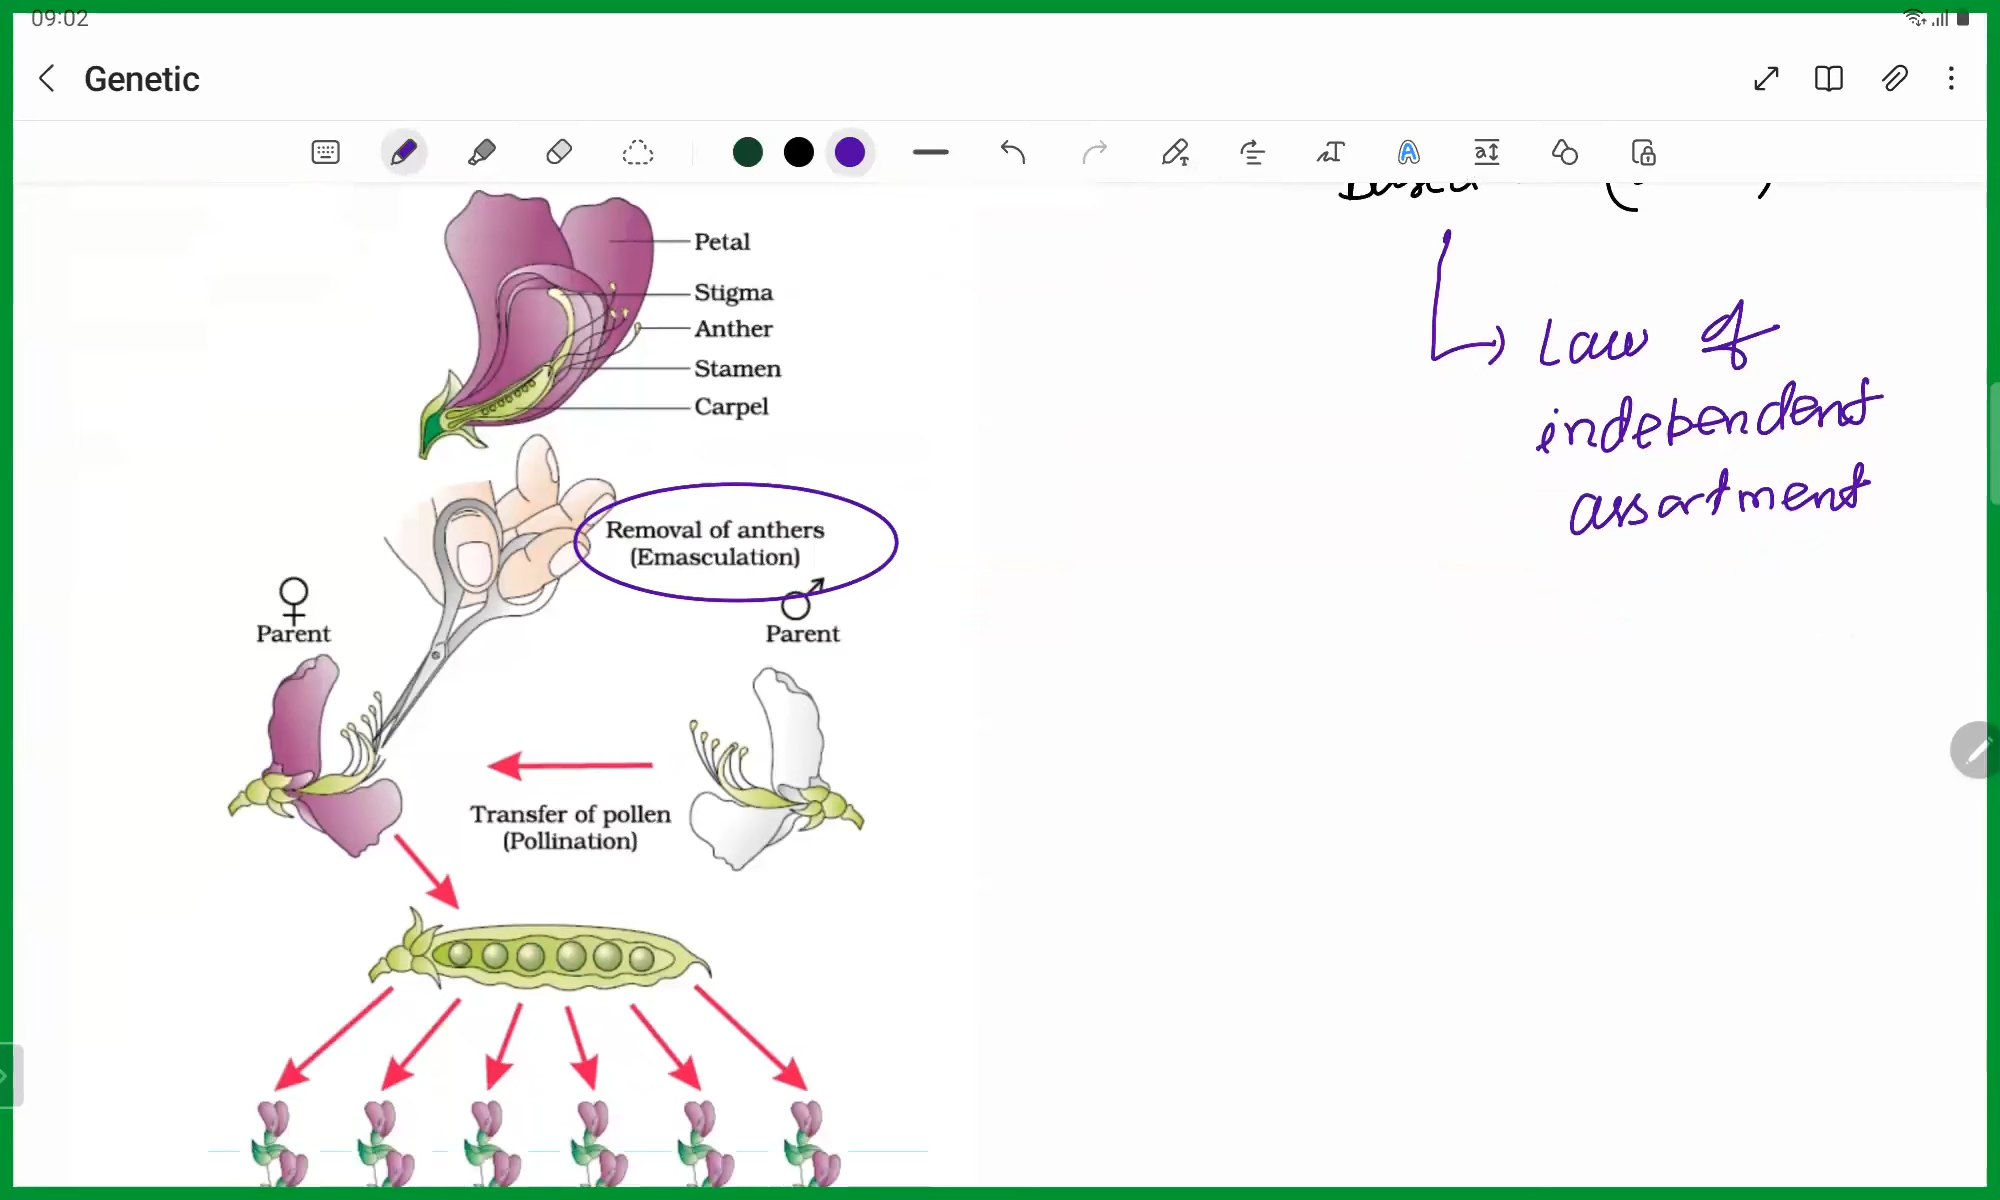 09:02
Genetic
Petal
Stigma
Anther
Stamen
Carpel
Removal of anthers
(Emasculation)
Parent
Parent
Transfer of pollen
(Pollination)
Law of
independent
assortment